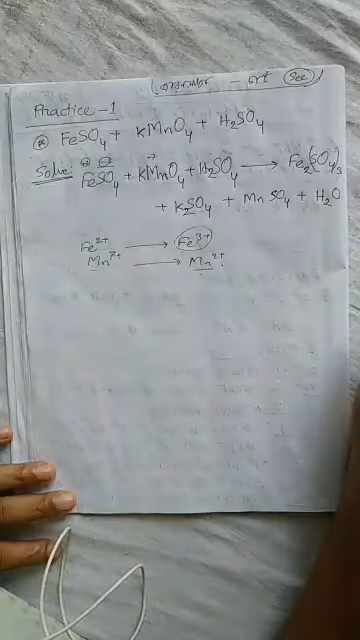 See
Practice - 1
FeSO₄ + KMnO₄ + H₂SO₄
Solve: FeSO₄ + KMnO₄ + H₂SO₄ → Fe₂(SO₄)₃
+ K₂SO₄ + MnSO₄ + H₂O
Fe²⁺ → Fe³⁺
Mn⁷⁺ → Mn²⁺